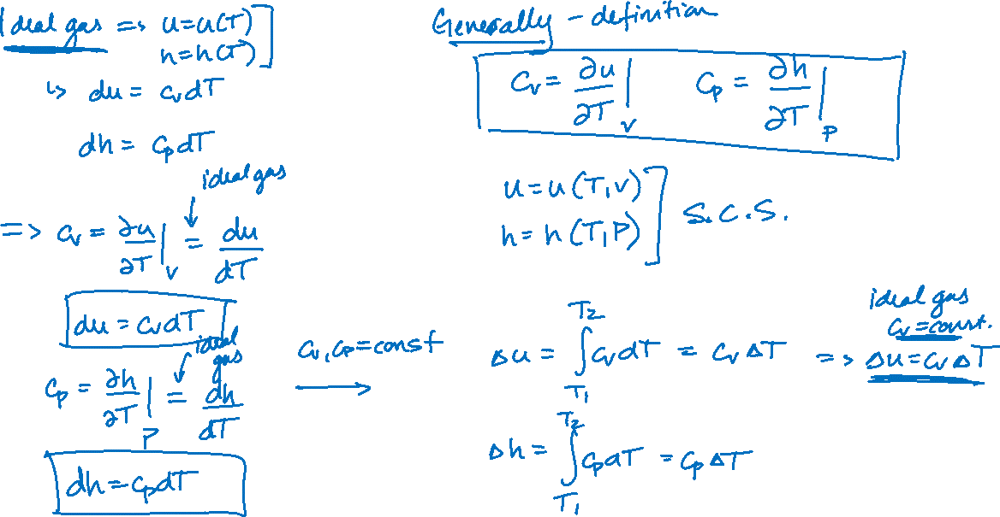 Ideal gas => u=u(T)
h=h(T)
↳ du = cvdT
dh = cpdT
ideal gas
=> cv = ∂u/∂T|v = du/dT
du = cvdT
ideal gas
cp = ∂h/∂T|p = dh/dT
dh = cpdT
cv, cp = const
Generally - definition
cv = ∂u/∂T|v cp = ∂h/∂T|p
u = u(T,v)
h = h(T,P)
S.C.S.
Δu = ∫T1T2 cvdT = cvΔT
ideal gas
cv = const.
=> Δu = cvΔT
Δh = ∫T1T2 cpdT = cpΔT